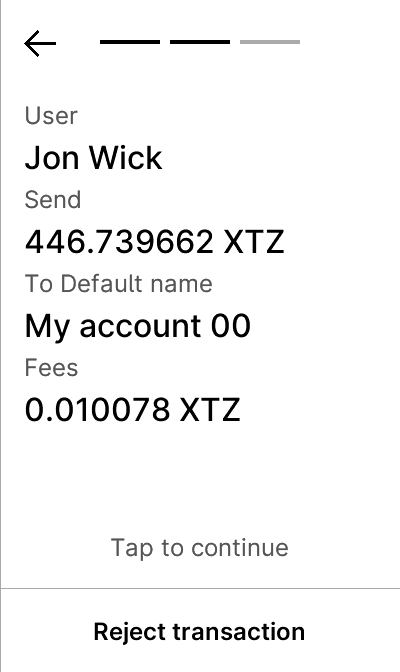 User
Jon Wick
Send
446.739662 XTZ
To Default name
My account 00
Fees
0.010078 XTZ
Tap to continue
Reject transaction